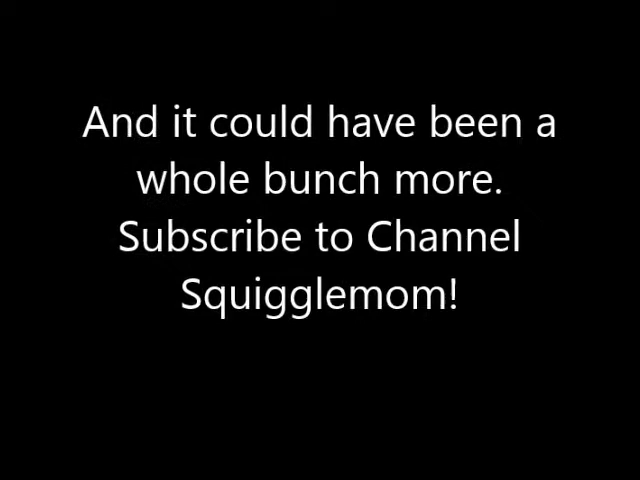 And it could have been a
whole bunch more.
Subscribe to Channel
Squigglemom!